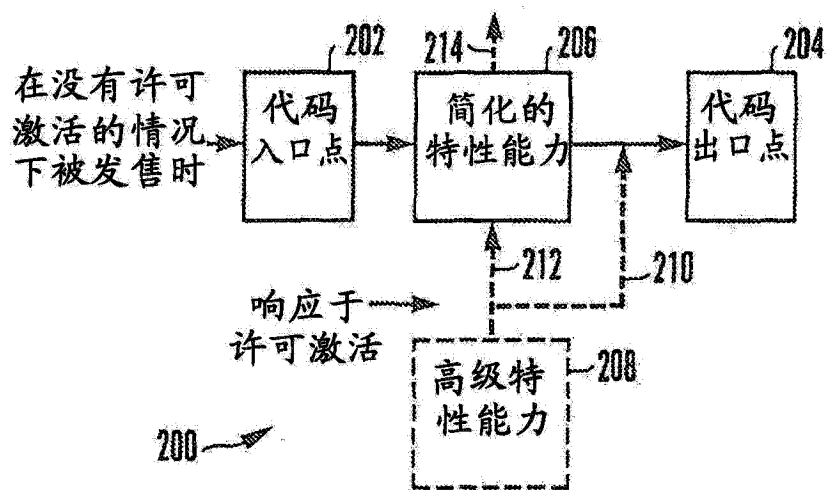 202
214
206
204
在没有许可
激活的情况
下被发售时
代码
入口点
简化的
特性能力
代码
出口点
212
210
响应于
许可激活
高级特
性能力
208
200